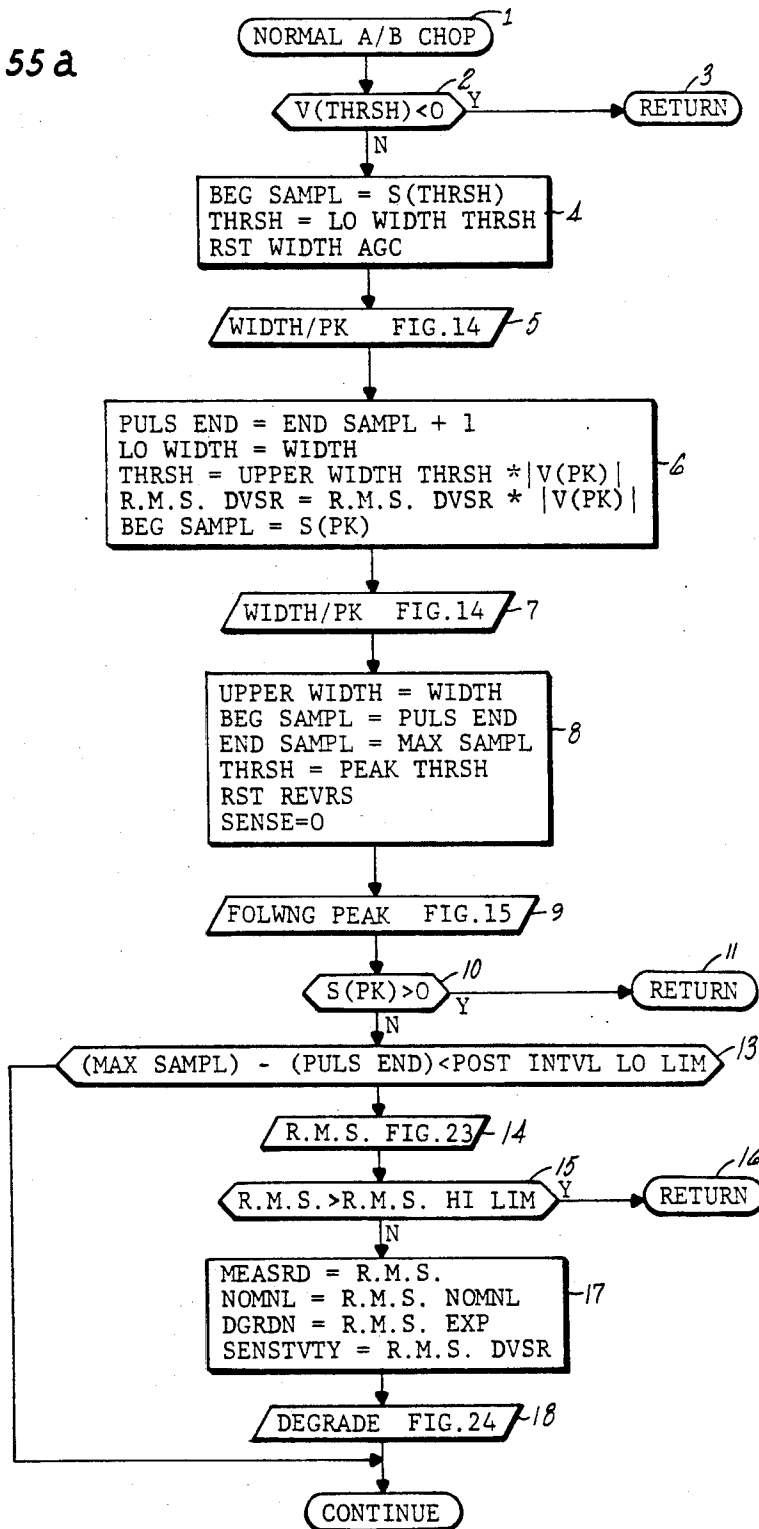 55a
NORMAL A/B CHOP
1
V(THRSH)<0
2
Y
RETURN
3
N
BEG SAMPL = S(THRSH)
THRSH = LO WIDTH THRSH
RST WIDTH AGC
4
WIDTH/PK FIG.14
5
PULS END = END SAMPL + 1
LO WIDTH = WIDTH
THRSH = UPPER WIDTH THRSH *|V(PK)|
R.M.S. DVSR = R.M.S. DVSR * |V(PK)|
BEG SAMPL = S(PK)
6
WIDTH/PK FIG.14
7
UPPER WIDTH = WIDTH
BEG SAMPL = PULS END
END SAMPL = MAX SAMPL
THRSH = PEAK THRSH
RST REVRS
SENSE=0
8
FOLWNG PEAK FIG.15
9
S(PK)>0
10
Y
RETURN
11
N
(MAX SAMPL) - (PULS END)<POST INTVL LO LIM
13
R.M.S. FIG.23
14
R.M.S.>R.M.S. HI LIM
15
Y
RETURN
16
N
MEASRD = R.M.S.
NOMNL = R.M.S. NOMNL
DGRDN = R.M.S. EXP
SENSTVTY = R.M.S. DVSR
17
DEGRADE FIG.24
18
CONTINUE